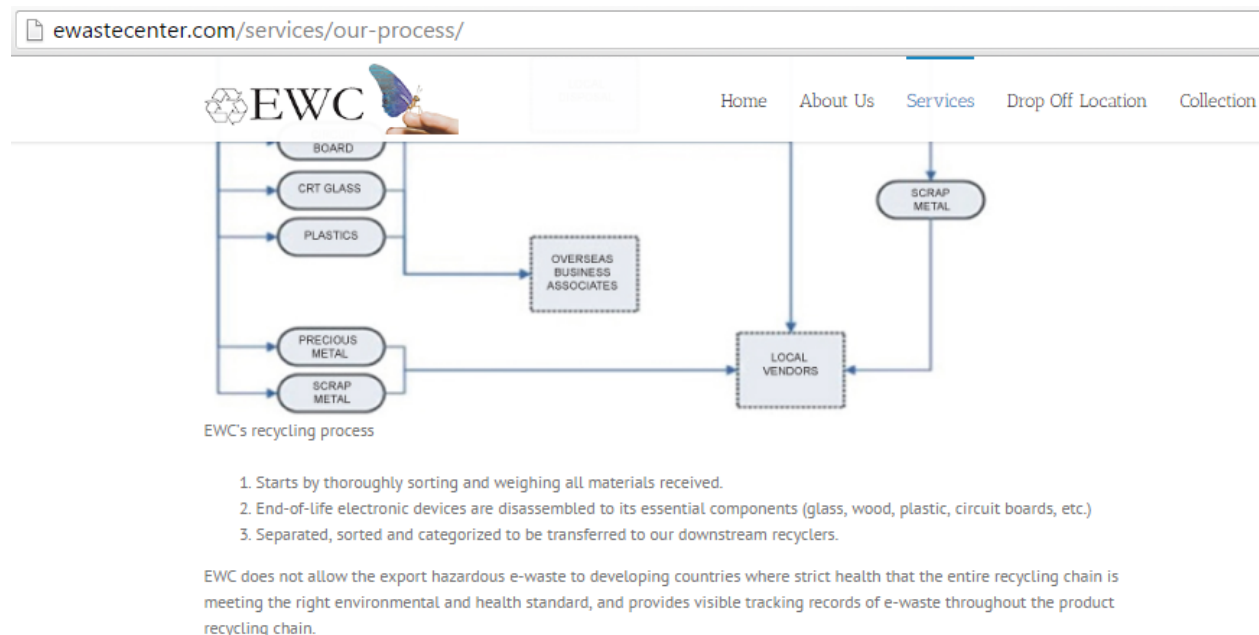 ewastecenter.com/services/our-process/
EWC
Home About Us Services Drop Off Location Collection
BOARD
CRT GLASS
SCRAP
METAL
PLASTICS
OVERSEAS
BUSINESS
ASSOCIATES
PRECIOUS
METAL
LOCAL
VENDORS
SCRAP
METAL
EWC's recycling process
1. Starts by thoroughly sorting and weighing all materials received.
2. End-of-life electronic devices are disassembled to its essential components (glass, wood, plastic, circuit boards, etc.)
3. Separated, sorted and categorized to be transferred to our downstream recyclers.
EWC does not allow the export hazardous e-waste to developing countries where strict health that the entire recycling chain is
meeting the right environmental and health standard, and provides visible tracking records of e-waste throughout the product
recycling chain.